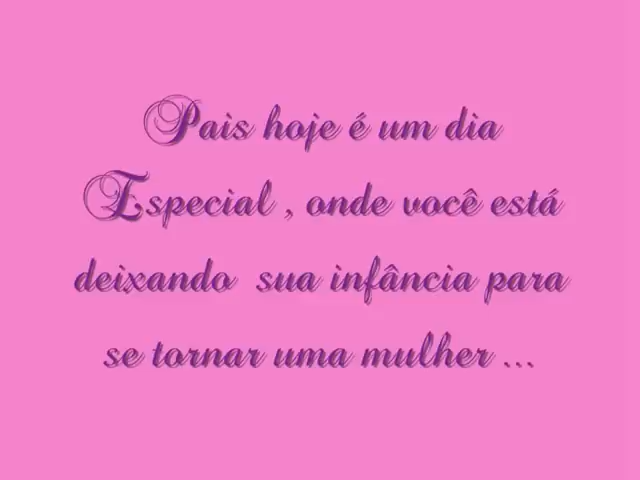 Pais hoje é um dia
Especial , onde você está
deixando sua infância para
se tornar uma mulher ...